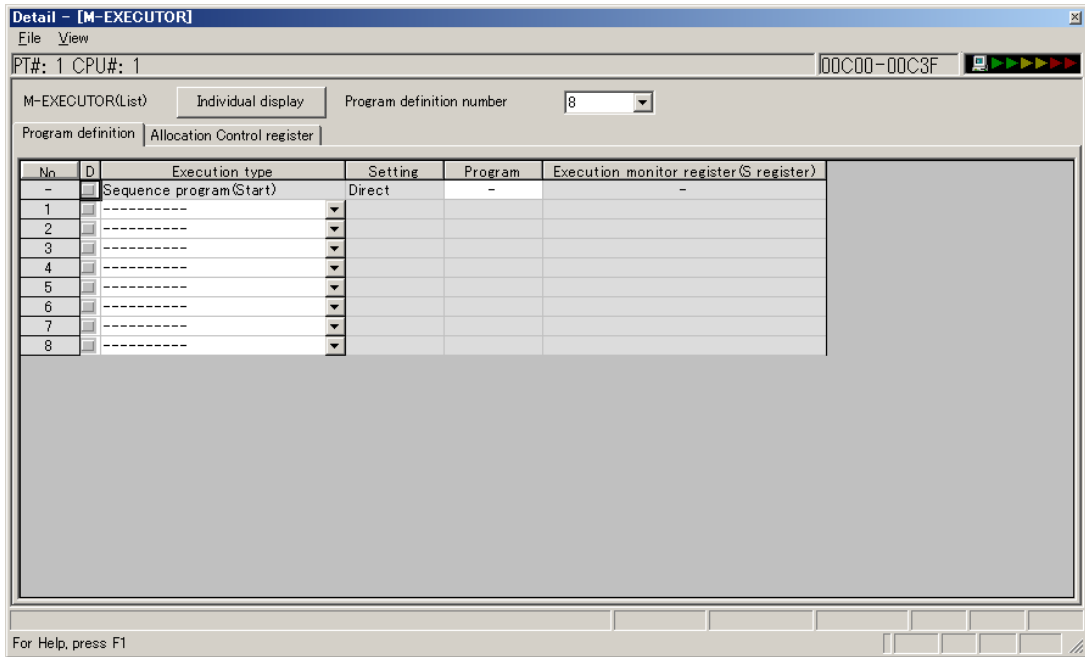 Detail - [M-EXECUTOR]
File View
PT#: 1 CPU#: 1 00C00-00C3F
M-EXECUTOR(List) Individual display Program definition number 8
Program definition Allocation Control register
No D Execution type Setting Program Execution monitor register(S register)
- Sequence program(Start) Direct - -
1 ----------
2 ----------
3 ----------
4 ----------
5 ----------
6 ----------
7 ----------
8 ----------
For Help, press F1